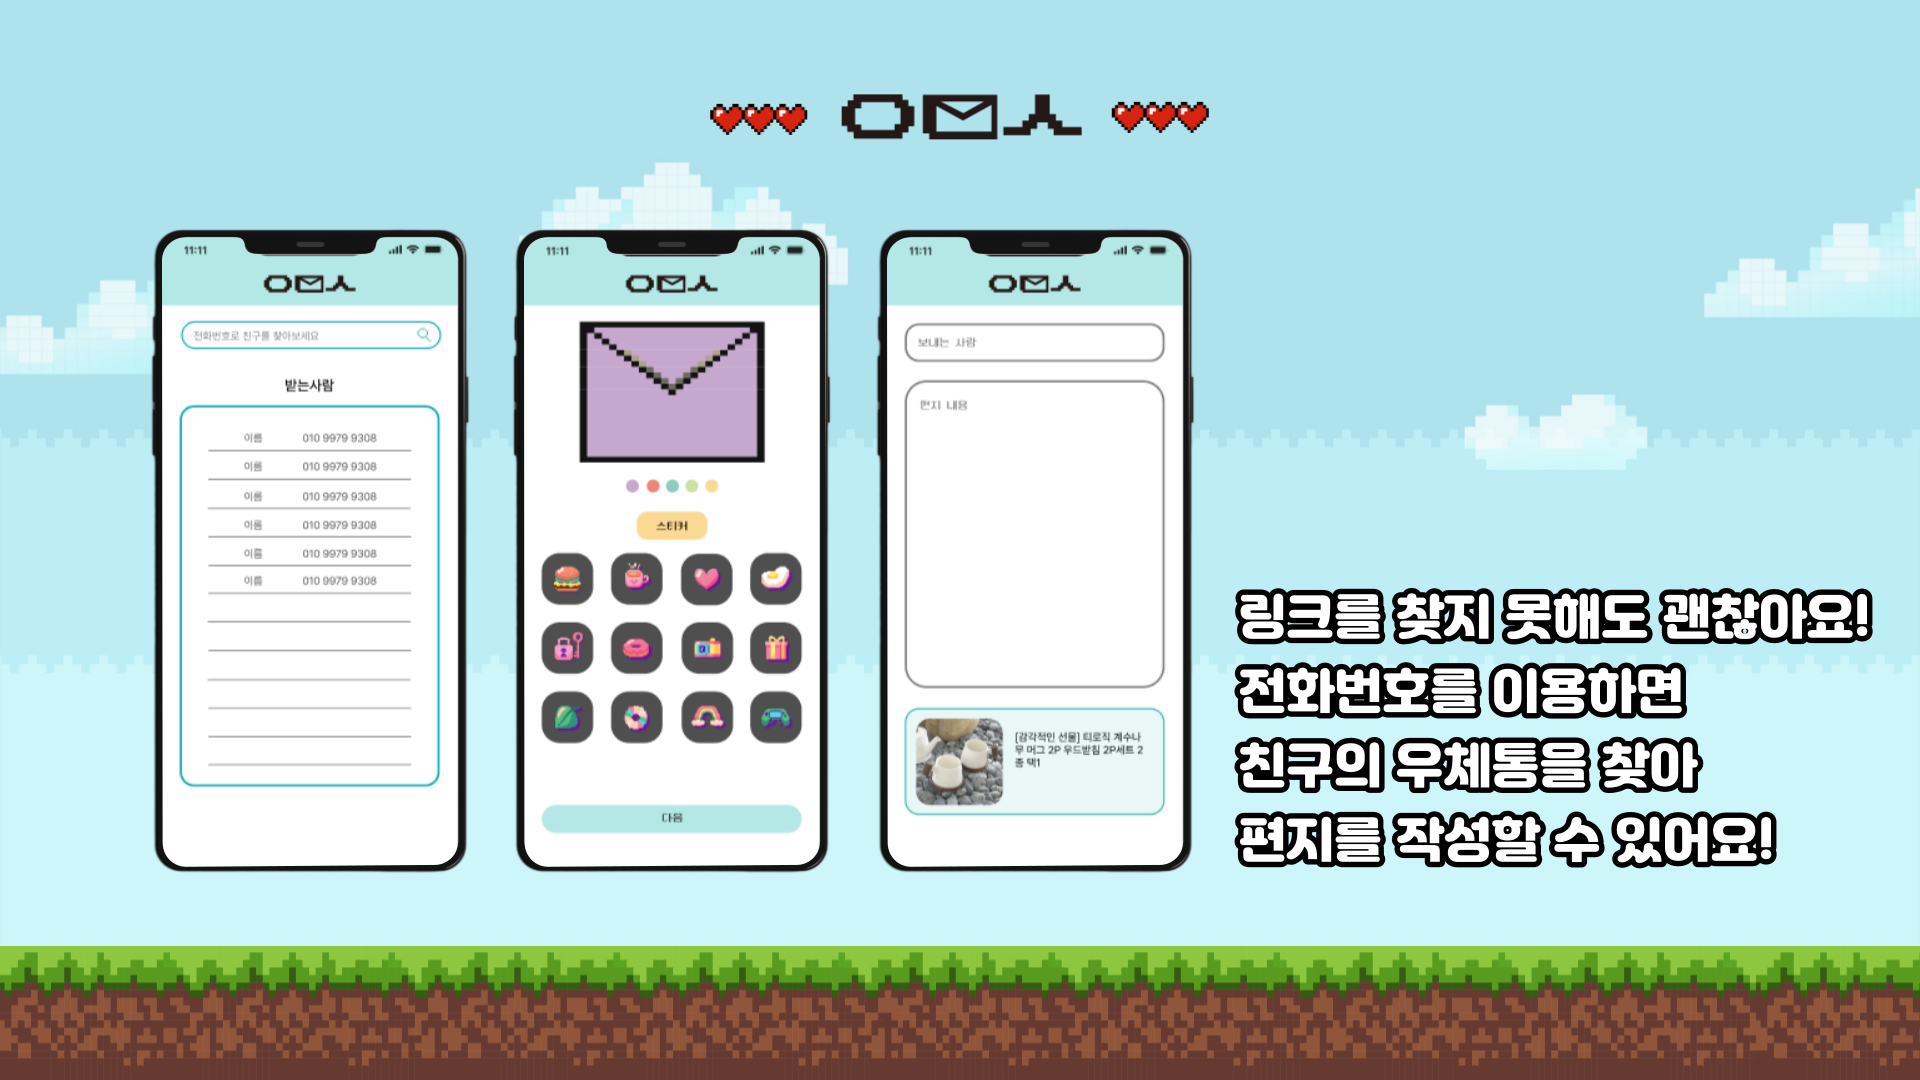 ㅇㅁㅅ
11:11
ㅇㅁㅅ
전화번호로 친구를 찾아보세요
받는사람
이름 010 9979 9308
이름 010 9979 9308
이름 010 9979 9308
이름 010 9979 9308
이름 010 9979 9308
이름 010 9979 9308
11:11
ㅇㅁㅅ
스티커
다음
11:11
ㅇㅁㅅ
보내는 사람
편지 내용
[감각적인 선물] 티로직 계수나
무 머그 2P 우드받침 2P세트 2
종 택1
링크를 찾지 못해도 괜찮아요!
전화번호를 이용하면
친구의 우체통을 찾아
편지를 작성할 수 있어요!